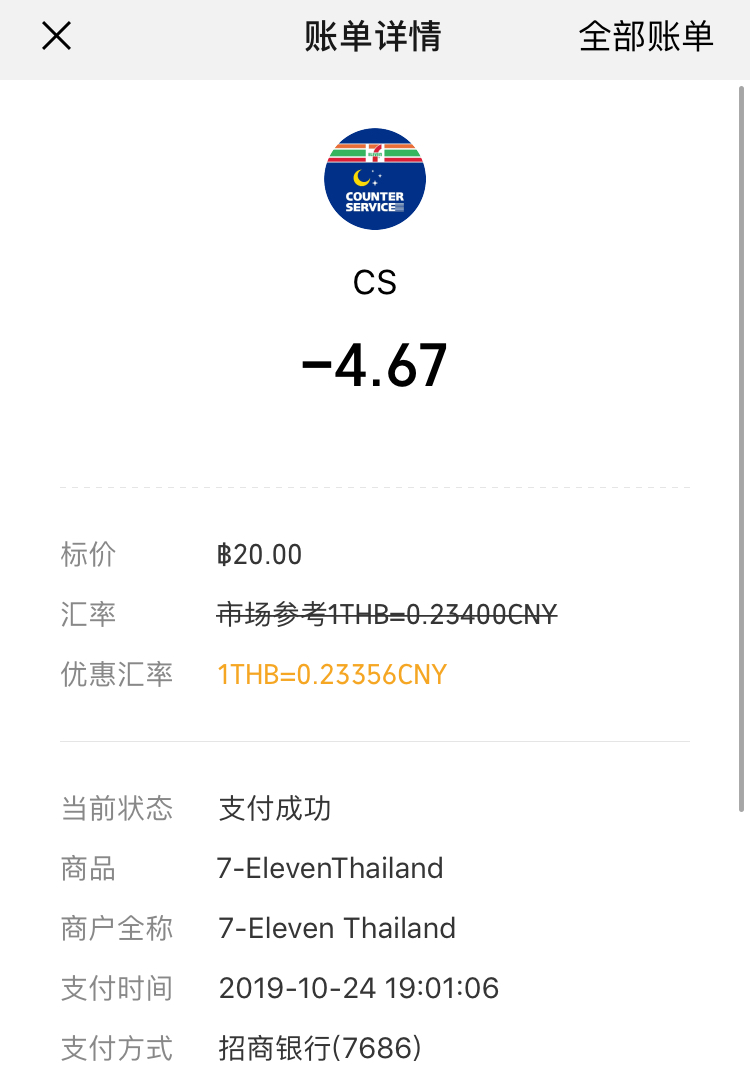 账单详情
全部账单
7
ELEVEN
COUNTER
SERVICE
CS
-4.67
标价 ฿20.00
汇率 市场参考1THB=0.23400CNY
优惠汇率 1THB=0.23356CNY
当前状态 支付成功
商品 7-ElevenThailand
商户全称 7-Eleven Thailand
支付时间 2019-10-24 19:01:06
支付方式 招商银行(7686)